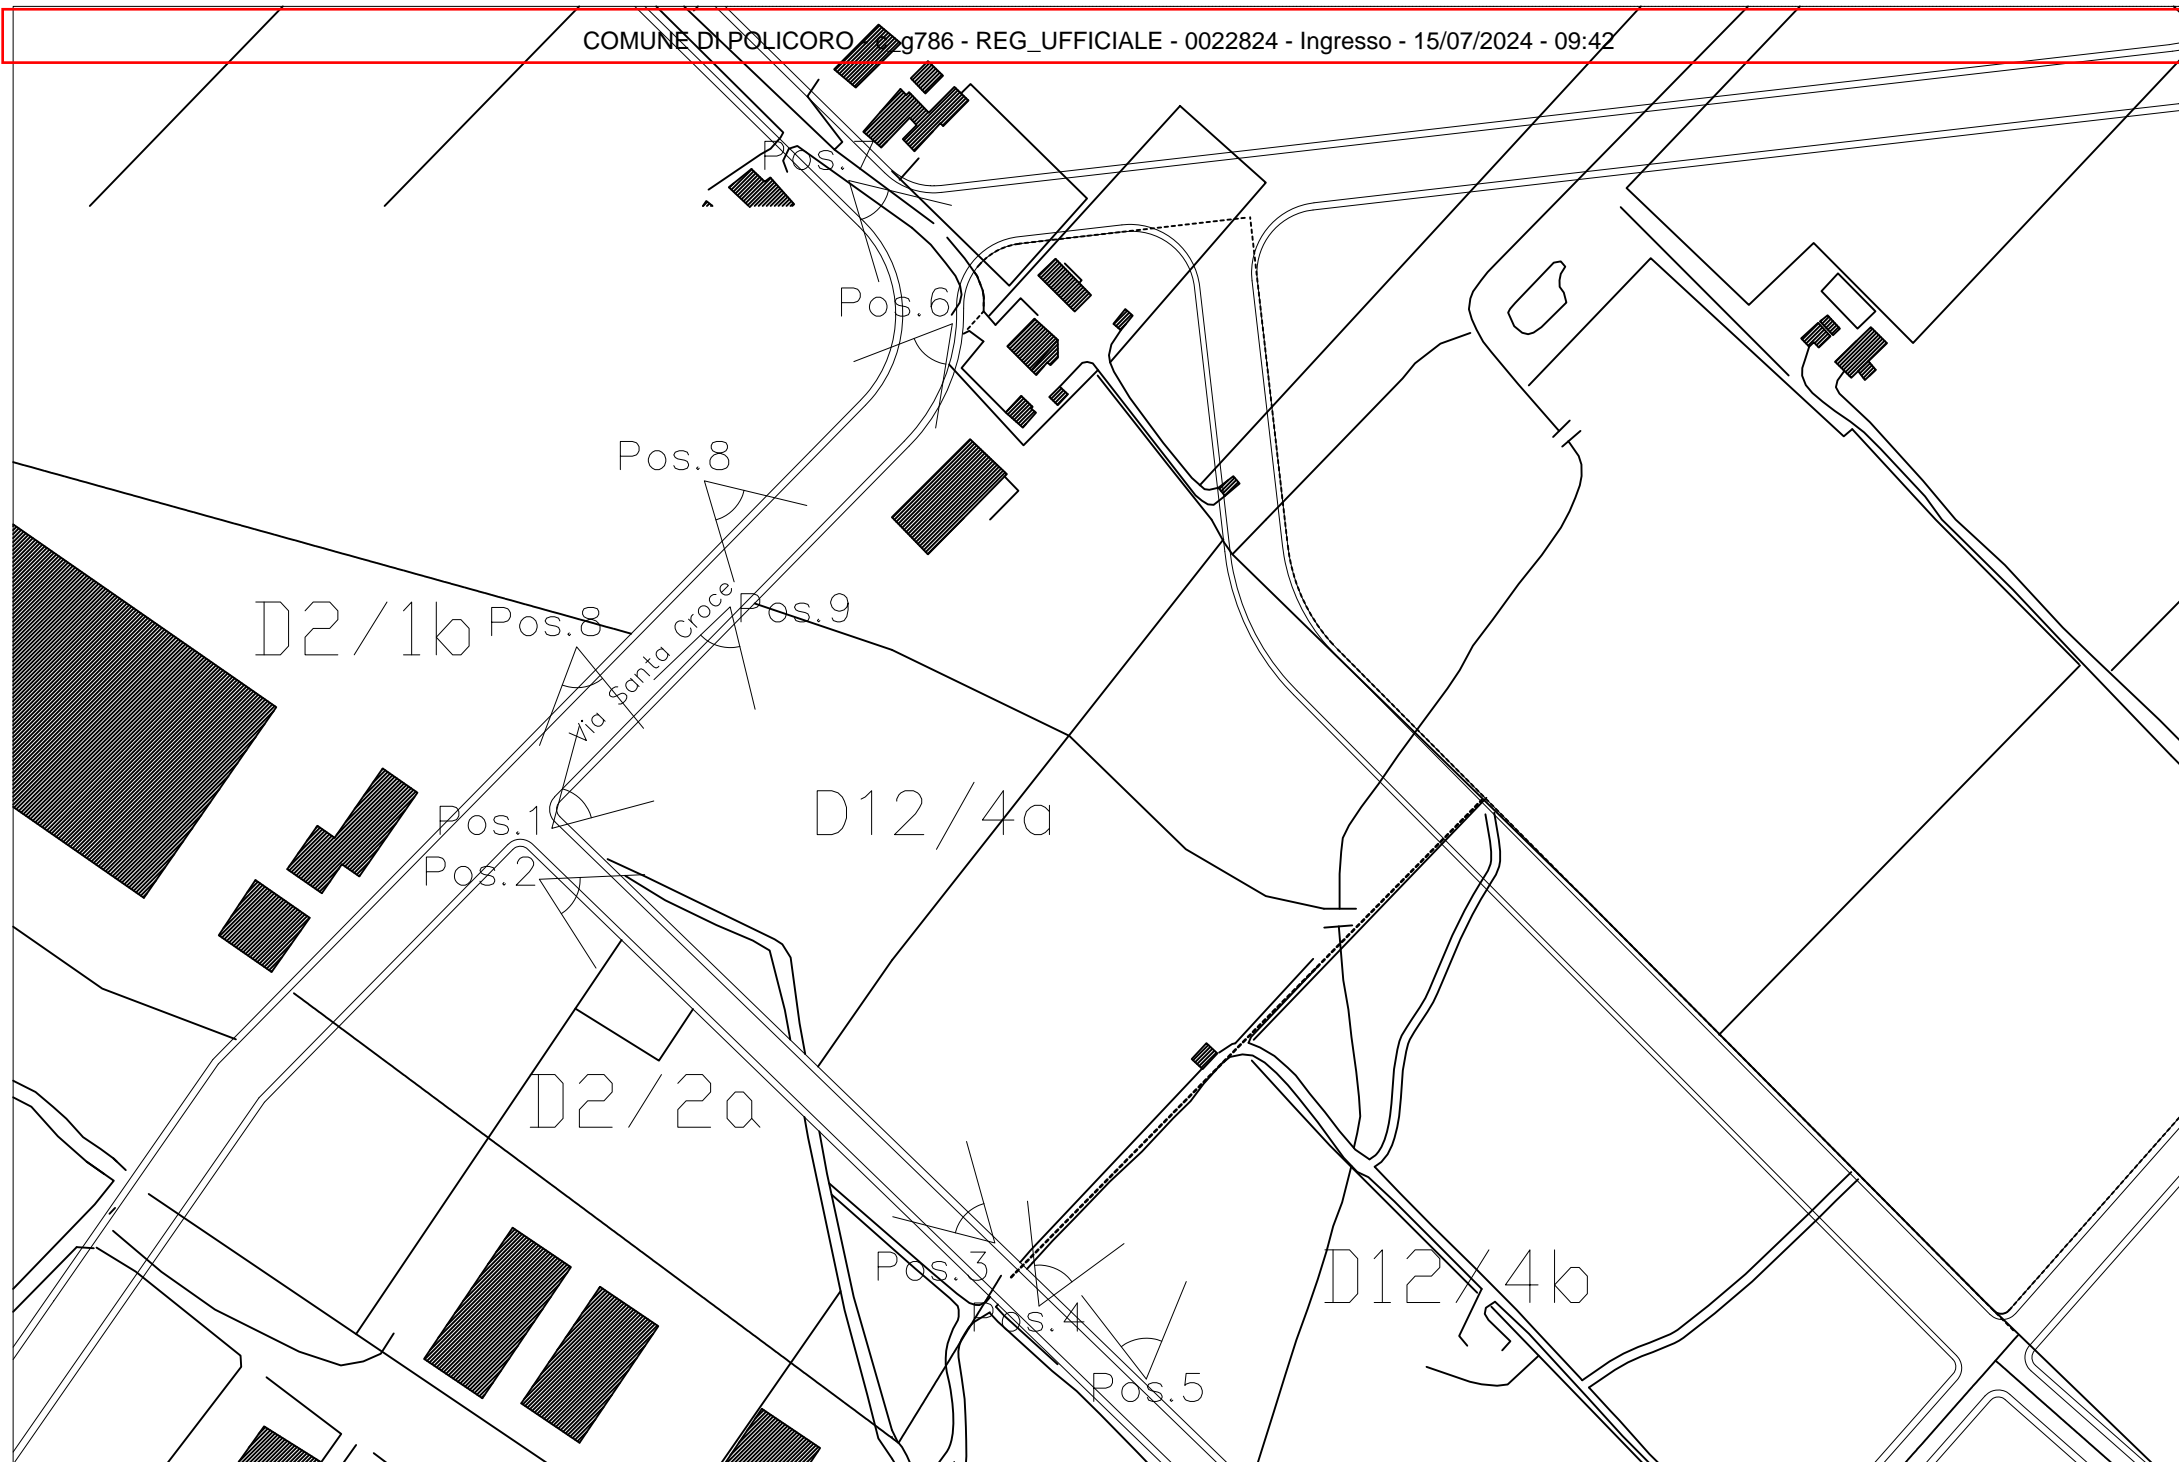 COMUNE DI POLICORO - c_g786 - REG_UFFICIALE - 0022824 - Ingresso - 15/07/2024 - 09:42
Pos.7
Pos.6
Pos.8
D2/1b
Pos.8
Pos.9
Via Santa Croce
Pos.1
D12/4a
Pos.2
D2/2a
Pos.3
D12/4b
Pos.4
Pos.5